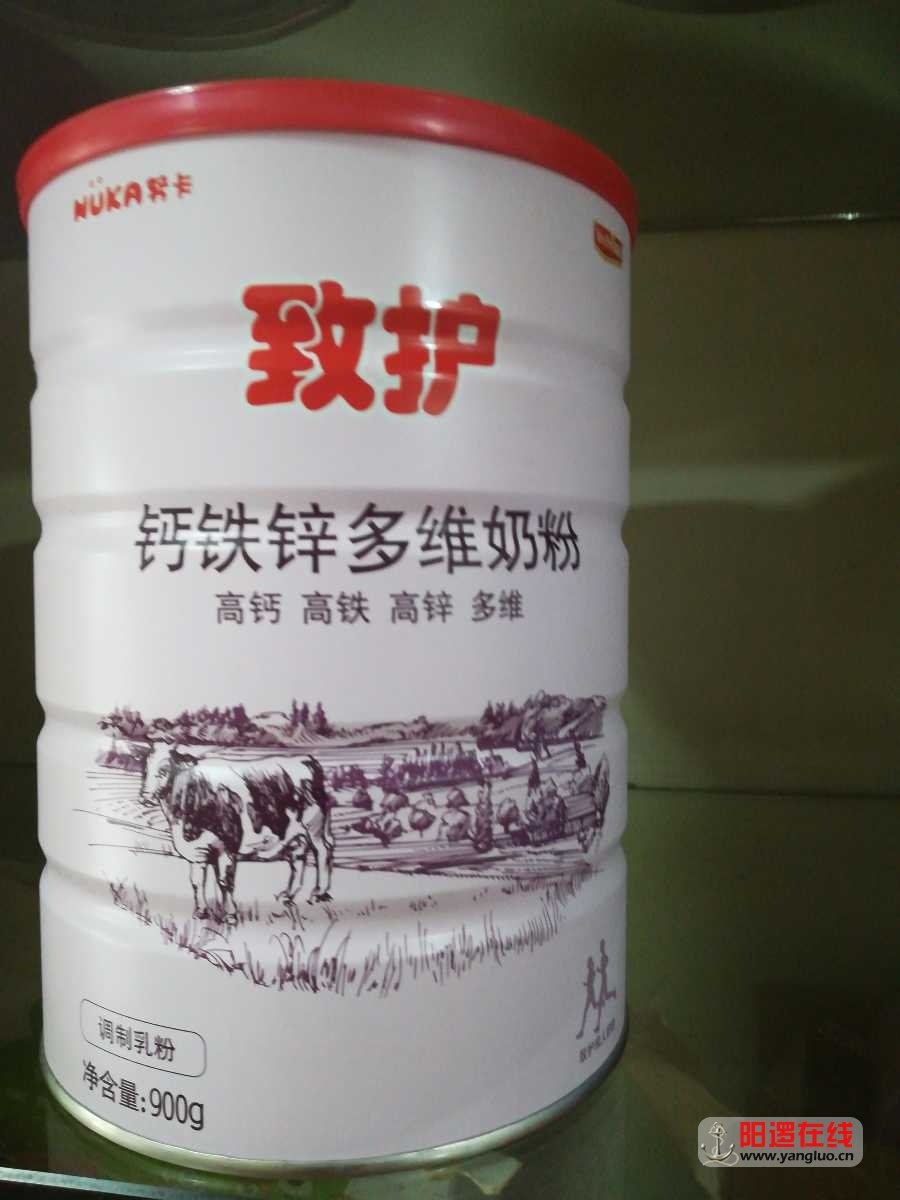 NUKA努卡
致护
钙铁锌多维奶粉
高钙 高铁 高锌 多维
调制乳粉
净含量:900g
阳逻在线
www.yangluo.cn